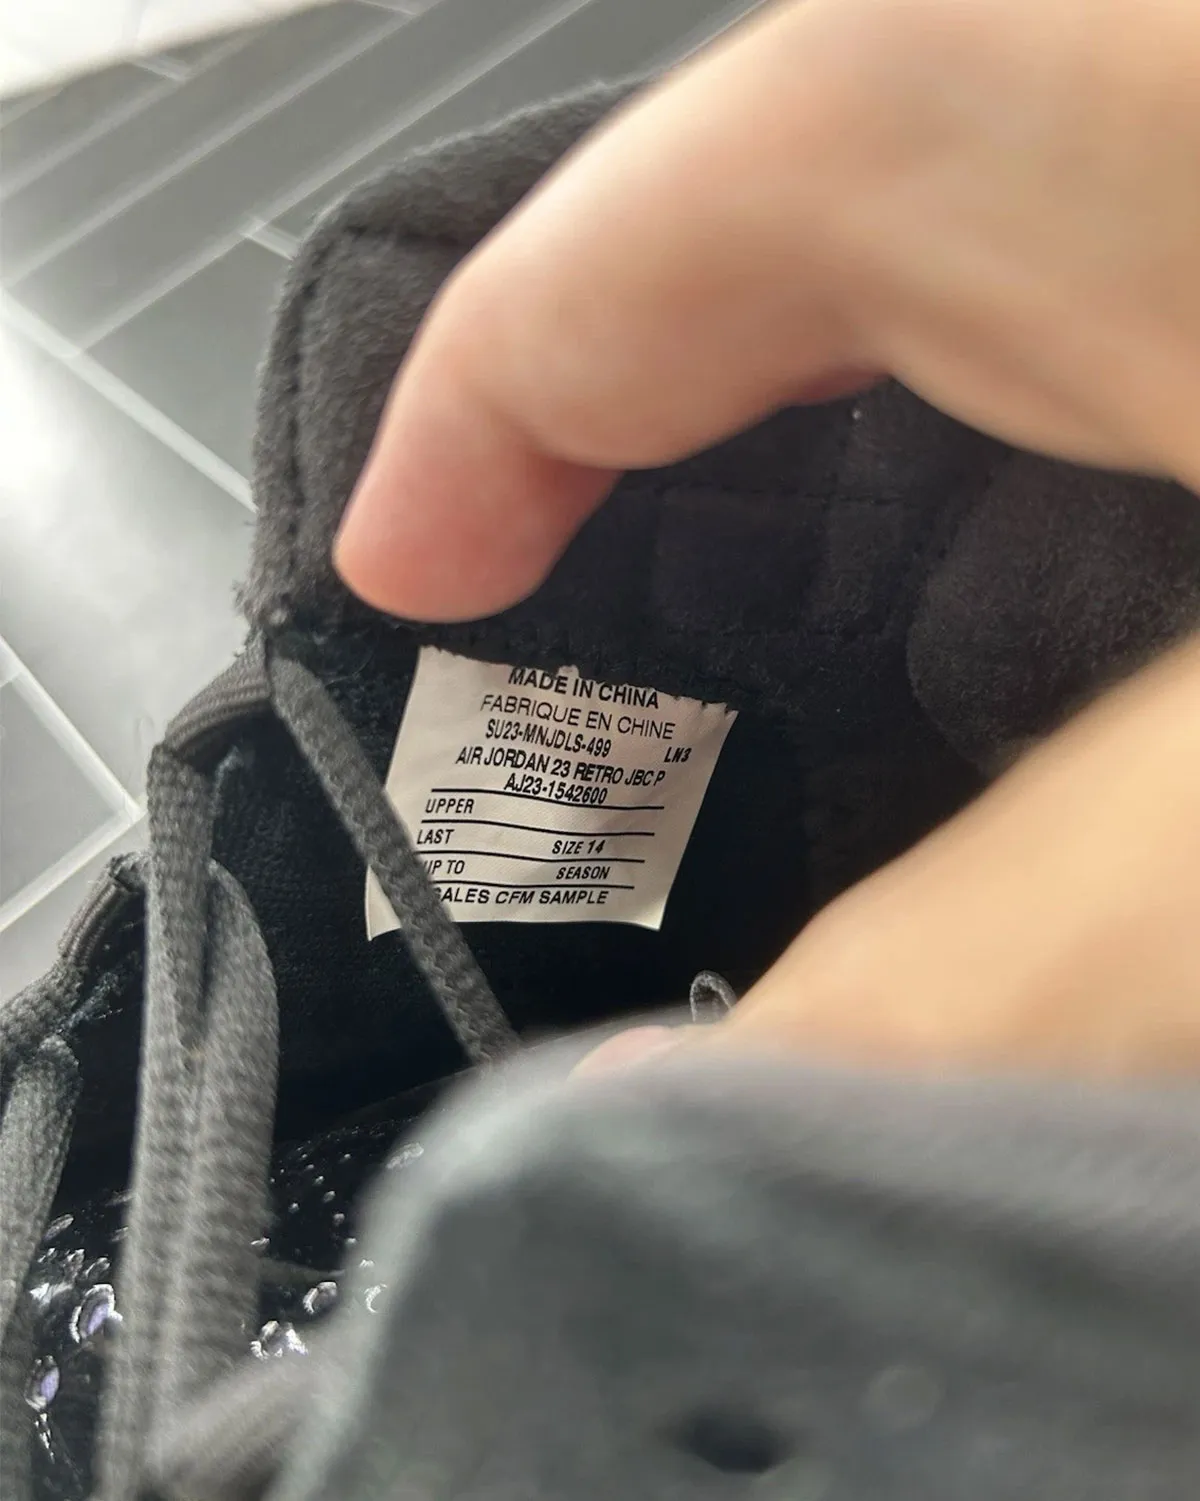 MADE IN CHINA
FABRIQUE EN CHINE
SU23-MNJDLS-499 LN3
AIR JORDAN 23 RETRO JBC P
AJ23-1542600
UPPER
LAST SIZE 14
UP TO SEASON
SALES CFM SAMPLE